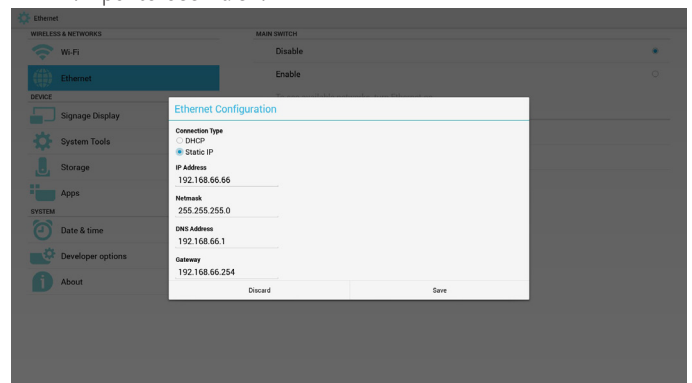 Ethernet
WIRELESS & NETWORKS
Wi-Fi
Ethernet
DEVICE
Signage Display
System Tools
Storage
Apps
SYSTEM
Date & time
Developer options
About
MAIN SWITCH
Disable
Enable
Ethernet Configuration
Connection Type
DHCP
Static IP
IP Address
192.168.66.66
Netmask
255.255.255.0
DNS Address
192.168.66.1
Gateway
192.168.66.254
Discard Save